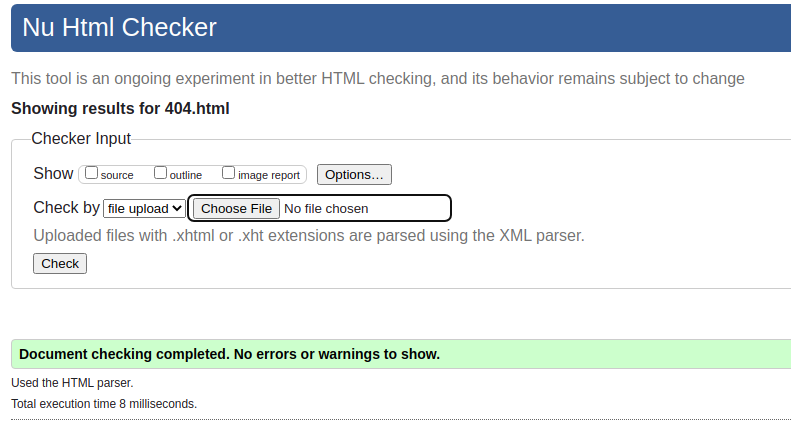 Nu Html Checker
This tool is an ongoing experiment in better HTML checking, and its behavior remains subject to change
Showing results for 404.html
Checker Input
Show source outline image report Options…
Check by file upload Choose File No file chosen
Uploaded files with .xhtml or .xht extensions are parsed using the XML parser.
Check
Document checking completed. No errors or warnings to show.
Used the HTML parser.
Total execution time 8 milliseconds.